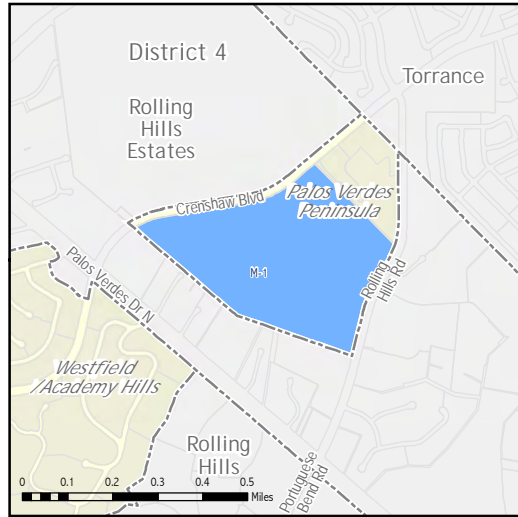 District 4
Torrance
Rolling
Hills
Estates
Crenshaw Blvd
Palos Verdes
Peninsula
M-1
Rolling
Hills Rd
Palos Verdes Dr N
Westfield
/Academy Hills
Rolling
Hills
Portuguese
Bend Rd
0 0.1 0.2 0.3 0.4 0.5
Miles